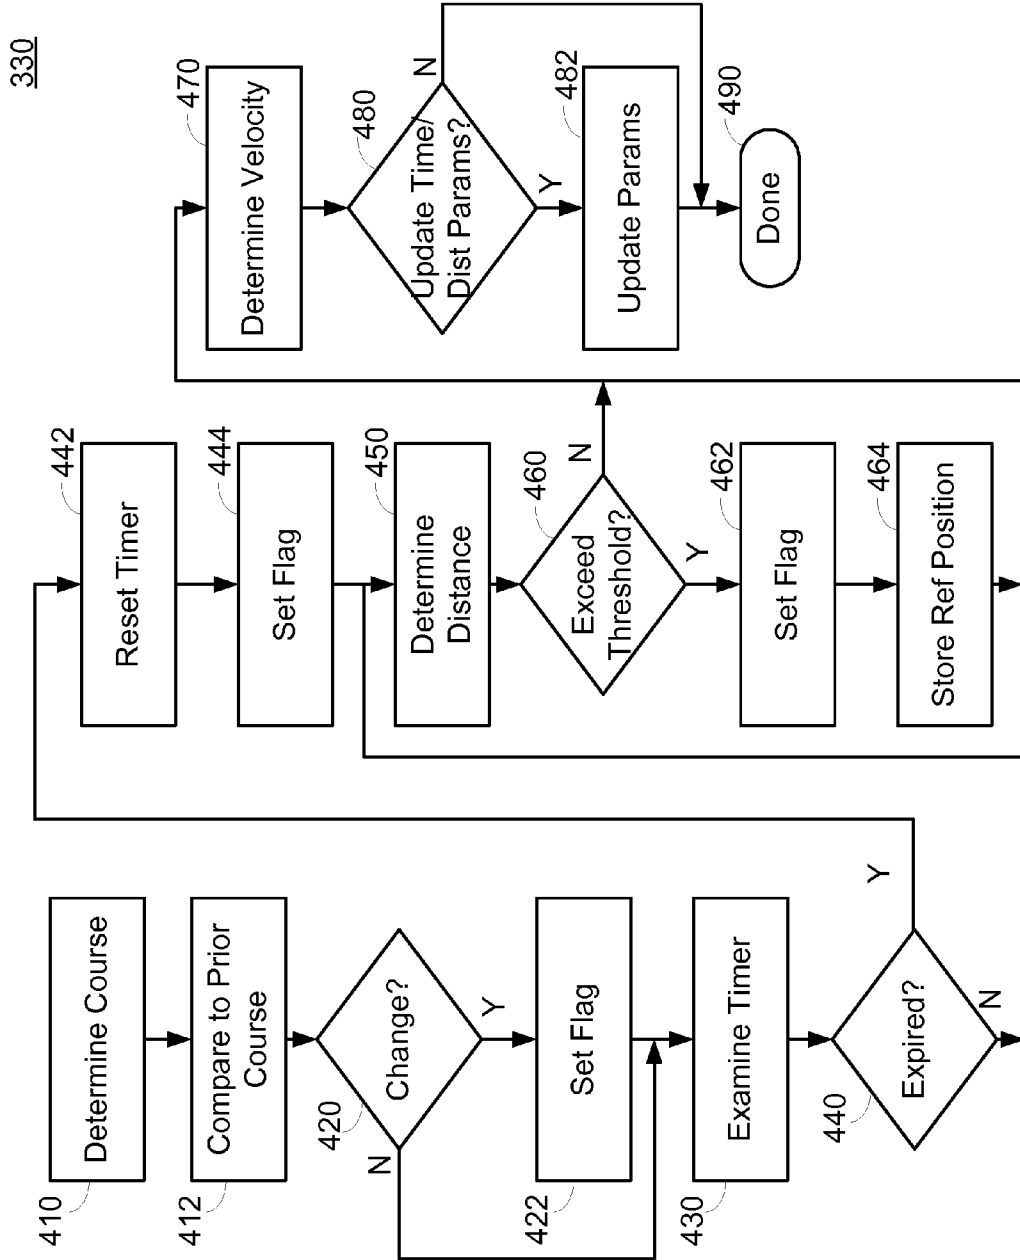 330
410
Determine Course
412
Compare to Prior
Course
420
Change?
N
Y
422
Set Flag
430
Examine Timer
440
Expired?
Y
N
442
Reset Timer
444
Set Flag
450
Determine
Distance
460
Exceed
Threshold?
N
Y
462
Set Flag
464
Store Ref Position
470
Determine Velocity
480
Update Time/
Dist Params?
N
Y
482
Update Params
490
Done